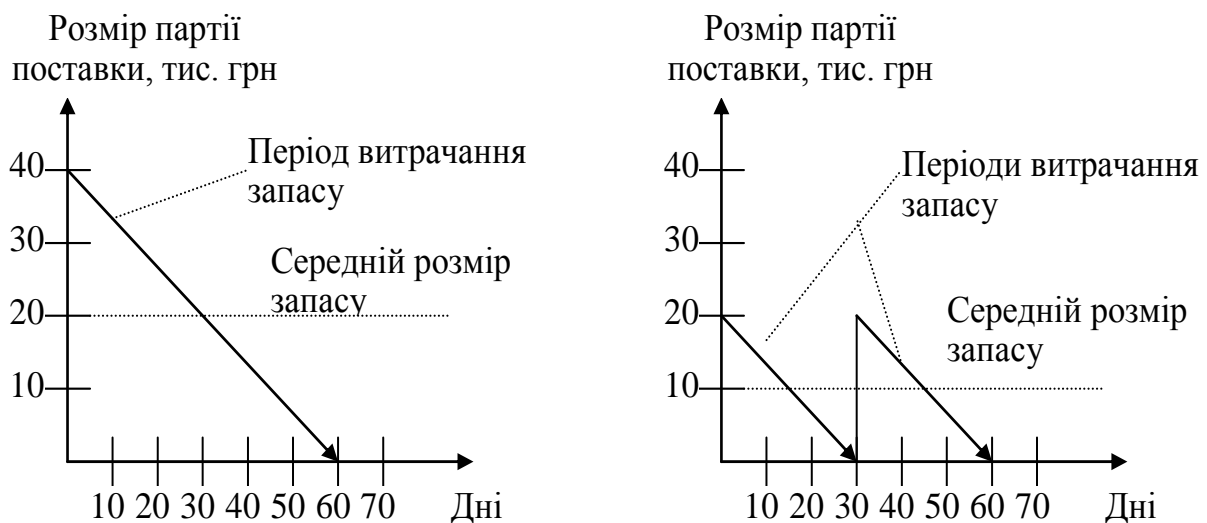 Розмір партії
поставки, тис. грн
40
30
20
10
Період витрачання
запасу
Середній розмір
запасу
10 20 30 40 50 60 70 Дні
Розмір партії
поставки, тис. грн
40
30
20
10
Періоди витрачання
запасу
Середній розмір
запасу
10 20 30 40 50 60 70 Дні